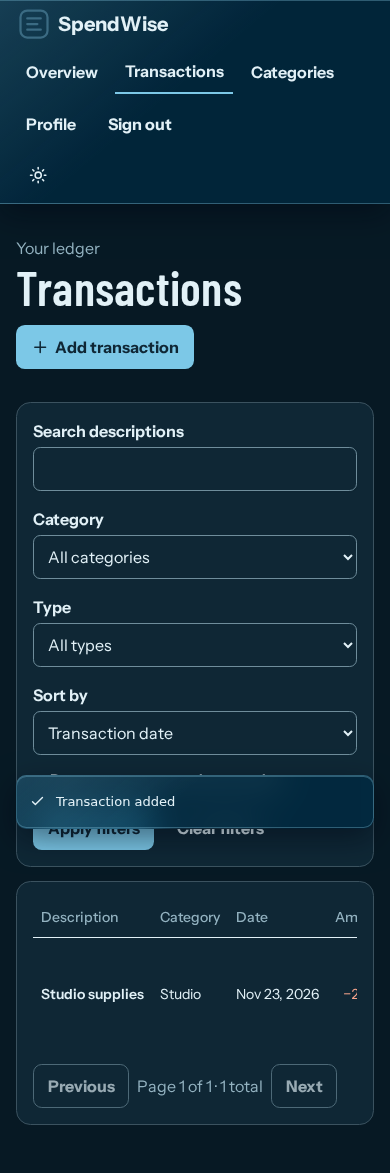 SpendWise
Overview Transactions Categories
Profile Sign out
Your ledger
Transactions
Add transaction
Search descriptions
Category
All categories
Type
All types
Sort by
Transaction date
Transaction added
Apply filters Clear filters
Description Category Date Am
Studio supplies Studio Nov 23, 2026 −2
Previous Page 1 of 1 · 1 total Next